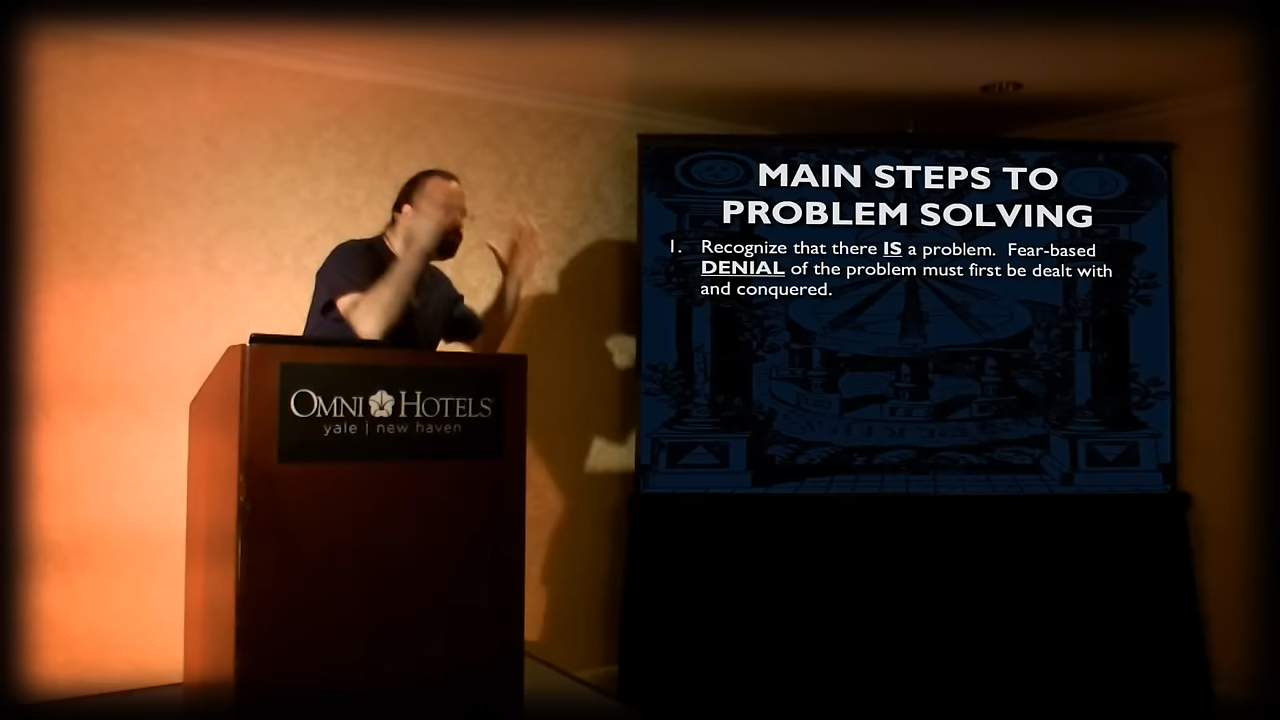 MAIN STEPS TO
PROBLEM SOLVING
1. Recognize that there IS a problem. Fear-based
DENIAL of the problem must first be dealt with
and conquered.
OMNI HOTELS
yale | new haven